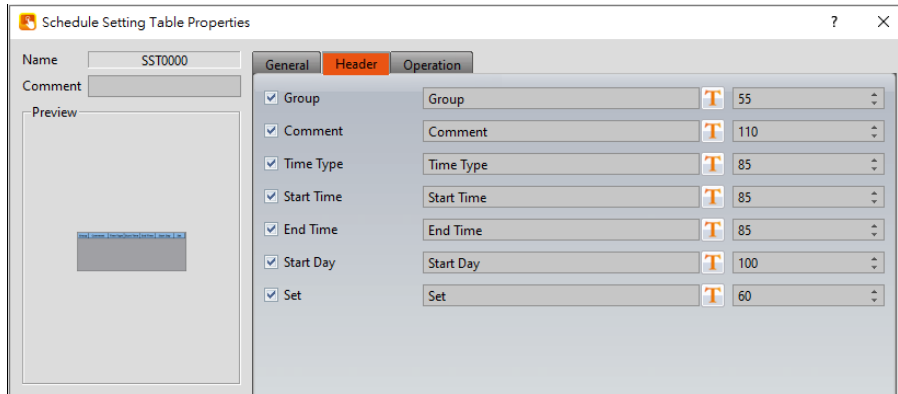 Schedule Setting Table Properties ? ×
Name SST0000
Comment
Preview
General Header Operation
Group Group T 55
Comment Comment T 110
Time Type Time Type T 85
Start Time Start Time T 85
End Time End Time T 85
Start Day Start Day T 100
Set Set T 60